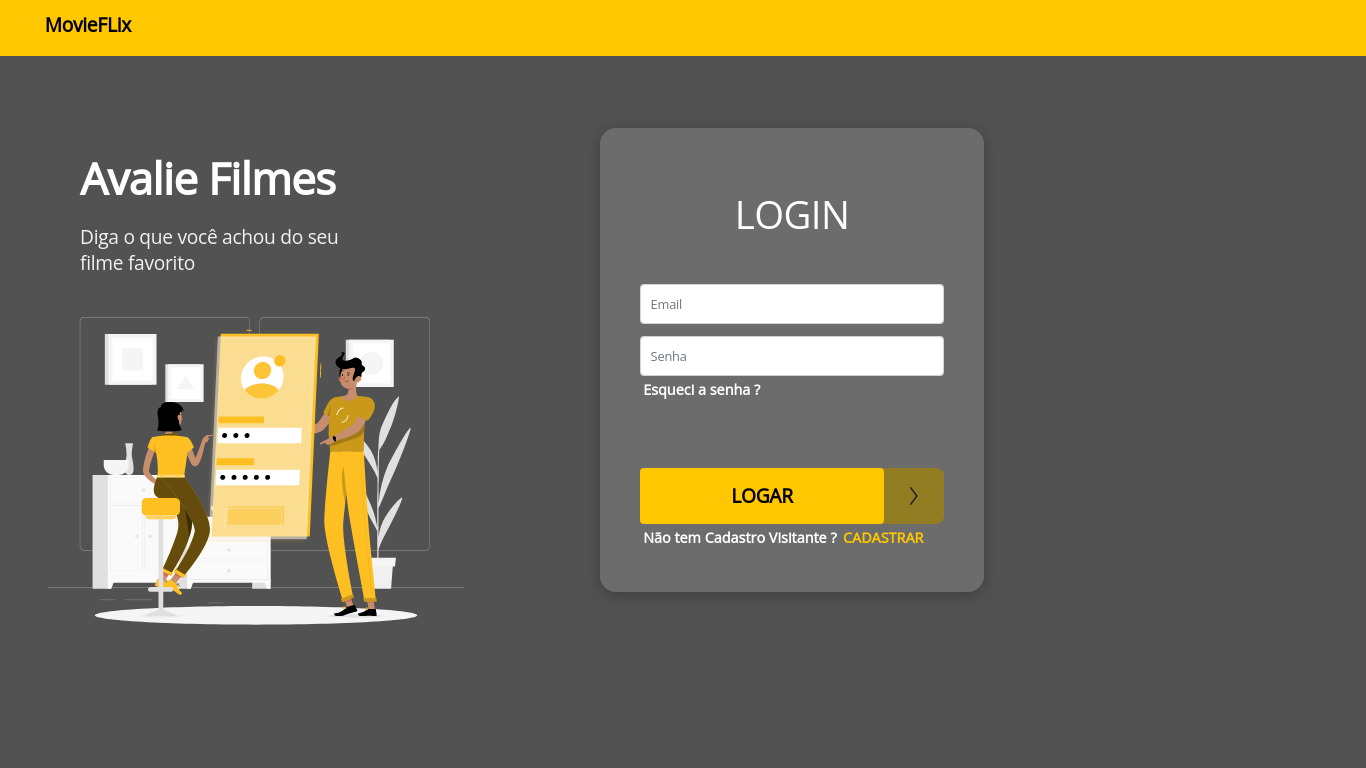 MovieFLix
Avalie Filmes
Diga o que você achou do seu
filme favorito
LOGIN
Email
Senha
Esqueci a senha ?
LOGAR
Não tem Cadastro Visitante ? CADASTRAR